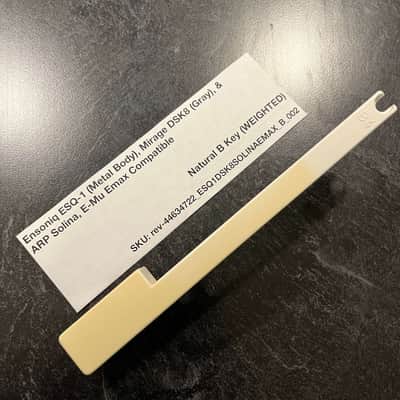 Ensoniq ESQ-1 (Metal Body), Mirage DSK8 (Gray), &
ARP Solina, E-Mu Emax Compatible
Natural B Key (WEIGHTED)
SKU: rev-44634722_ESQ1DSK8SOLINAEMAX_B_002